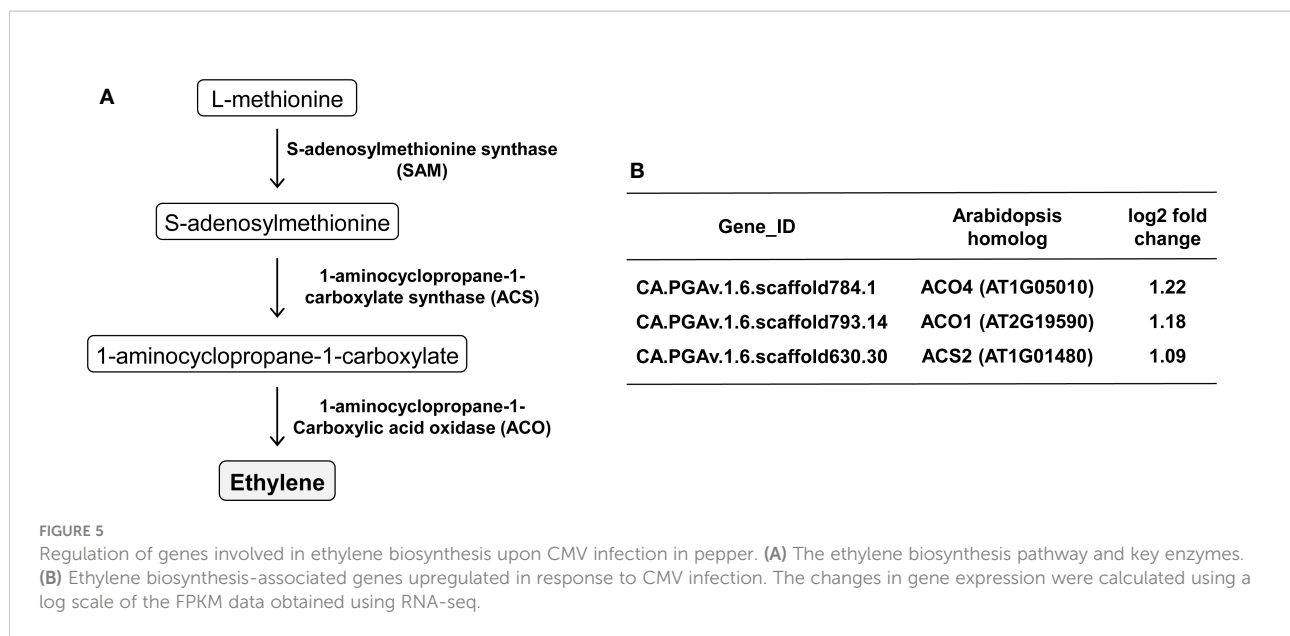 A
L-methionine
S-adenosylmethionine synthase
(SAM)
S-adenosylmethionine
1-aminocyclopropane-1-
carboxylate synthase (ACS)
1-aminocyclopropane-1-carboxylate
1-aminocyclopropane-1-
Carboxylic acid oxidase (ACO)
Ethylene
B
Gene_ID Arabidopsis homolog log2 fold change
CA.PGAv.1.6.scaffold784.1 ACO4 (AT1G05010) 1.22
CA.PGAv.1.6.scaffold793.14 ACO1 (AT2G19590) 1.18
CA.PGAv.1.6.scaffold630.30 ACS2 (AT1G01480) 1.09
FIGURE 5
Regulation of genes involved in ethylene biosynthesis upon CMV infection in pepper. (A) The ethylene biosynthesis pathway and key enzymes.
(B) Ethylene biosynthesis-associated genes upregulated in response to CMV infection. The changes in gene expression were calculated using a
log scale of the FPKM data obtained using RNA-seq.